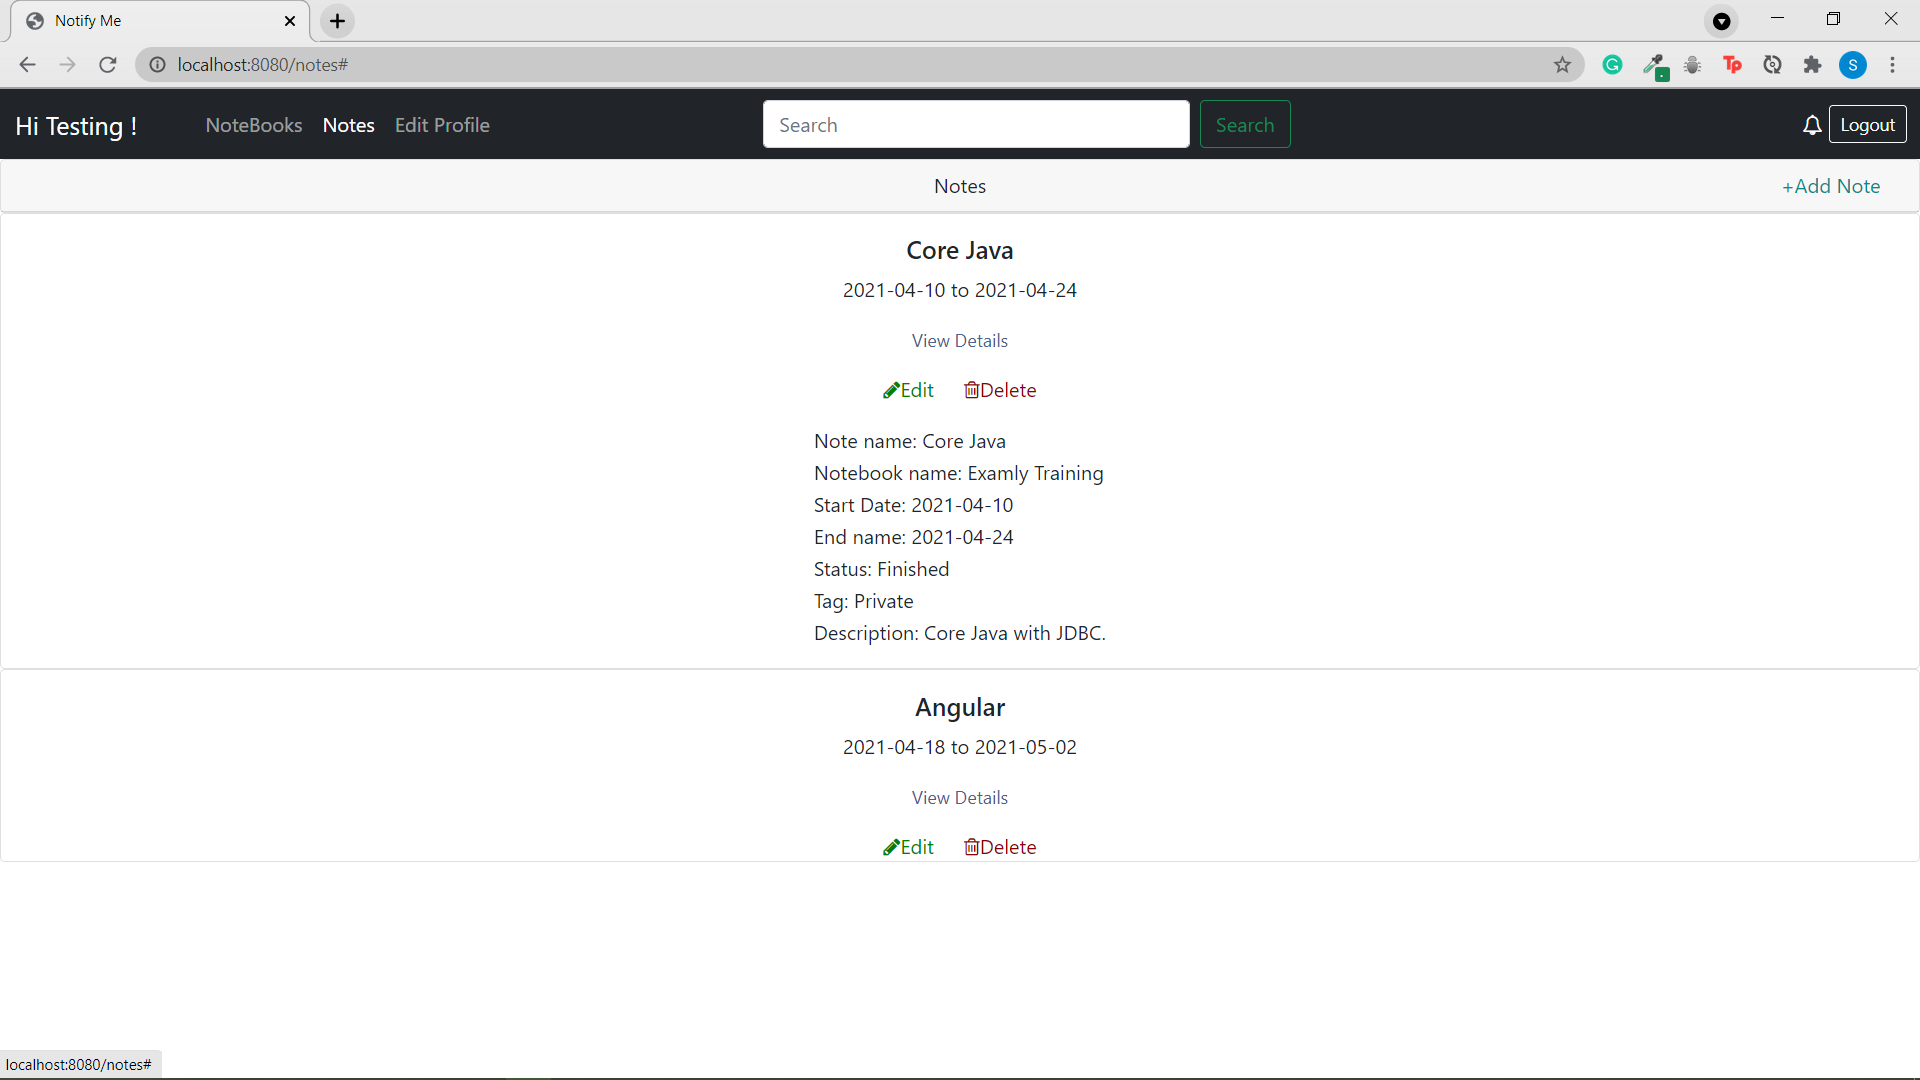 Notify Me
localhost:8080/notes#
S
Hi Testing ! NoteBooks Notes Edit Profile Search Search Logout
Notes +Add Note
Core Java
2021-04-10 to 2021-04-24
View Details
Edit Delete
Note name: Core Java
Notebook name: Examly Training
Start Date: 2021-04-10
End name: 2021-04-24
Status: Finished
Tag: Private
Description: Core Java with JDBC.
Angular
2021-04-18 to 2021-05-02
View Details
Edit Delete
localhost:8080/notes#